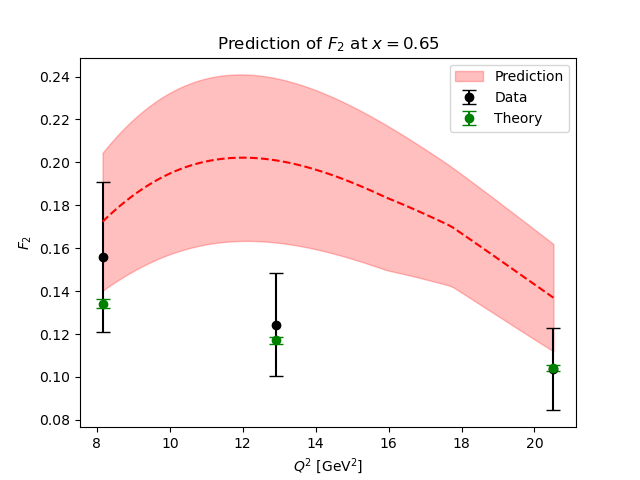 Prediction of F₂ at x = 0.65
Prediction
Data
Theory
F₂
0.24
0.22
0.20
0.18
0.16
0.14
0.12
0.10
0.08
8 10 12 14 16 18 20
Q² [GeV²]